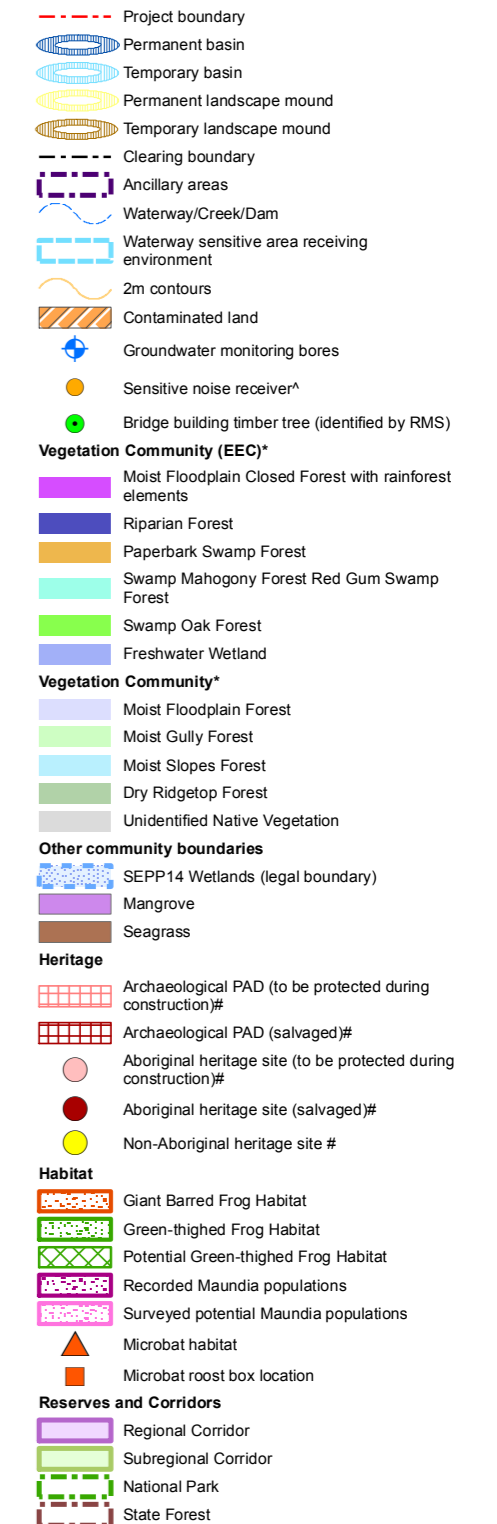 Project boundary
Permanent basin
Temporary basin
Permanent landscape mound
Temporary landscape mound
Clearing boundary
Ancillary areas
Waterway/Creek/Dam
Waterway sensitive area receiving
environment
2m contours
Contaminated land
Groundwater monitoring bores
Sensitive noise receiver^
Bridge building timber tree (identified by RMS)
Vegetation Community (EEC)*
Moist Floodplain Closed Forest with rainforest
elements
Riparian Forest
Paperbark Swamp Forest
Swamp Mahogany Forest Red Gum Swamp
Forest
Swamp Oak Forest
Freshwater Wetland
Vegetation Community*
Moist Floodplain Forest
Moist Gully Forest
Moist Slopes Forest
Dry Ridgetop Forest
Unidentified Native Vegetation
Other community boundaries
SEPP14 Wetlands (legal boundary)
Mangrove
Seagrass
Heritage
Archaeological PAD (to be protected during
construction)#
Archaeological PAD (salvaged)#
Aboriginal heritage site (to be protected during
construction)#
Aboriginal heritage site (salvaged)#
Non-Aboriginal heritage site #
Habitat
Giant Barred Frog Habitat
Green-thighed Frog Habitat
Potential Green-thighed Frog Habitat
Recorded Maundia populations
Surveyed potential Maundia populations
Microbat habitat
Microbat roost box location
Reserves and Corridors
Regional Corridor
Subregional Corridor
National Park
State Forest